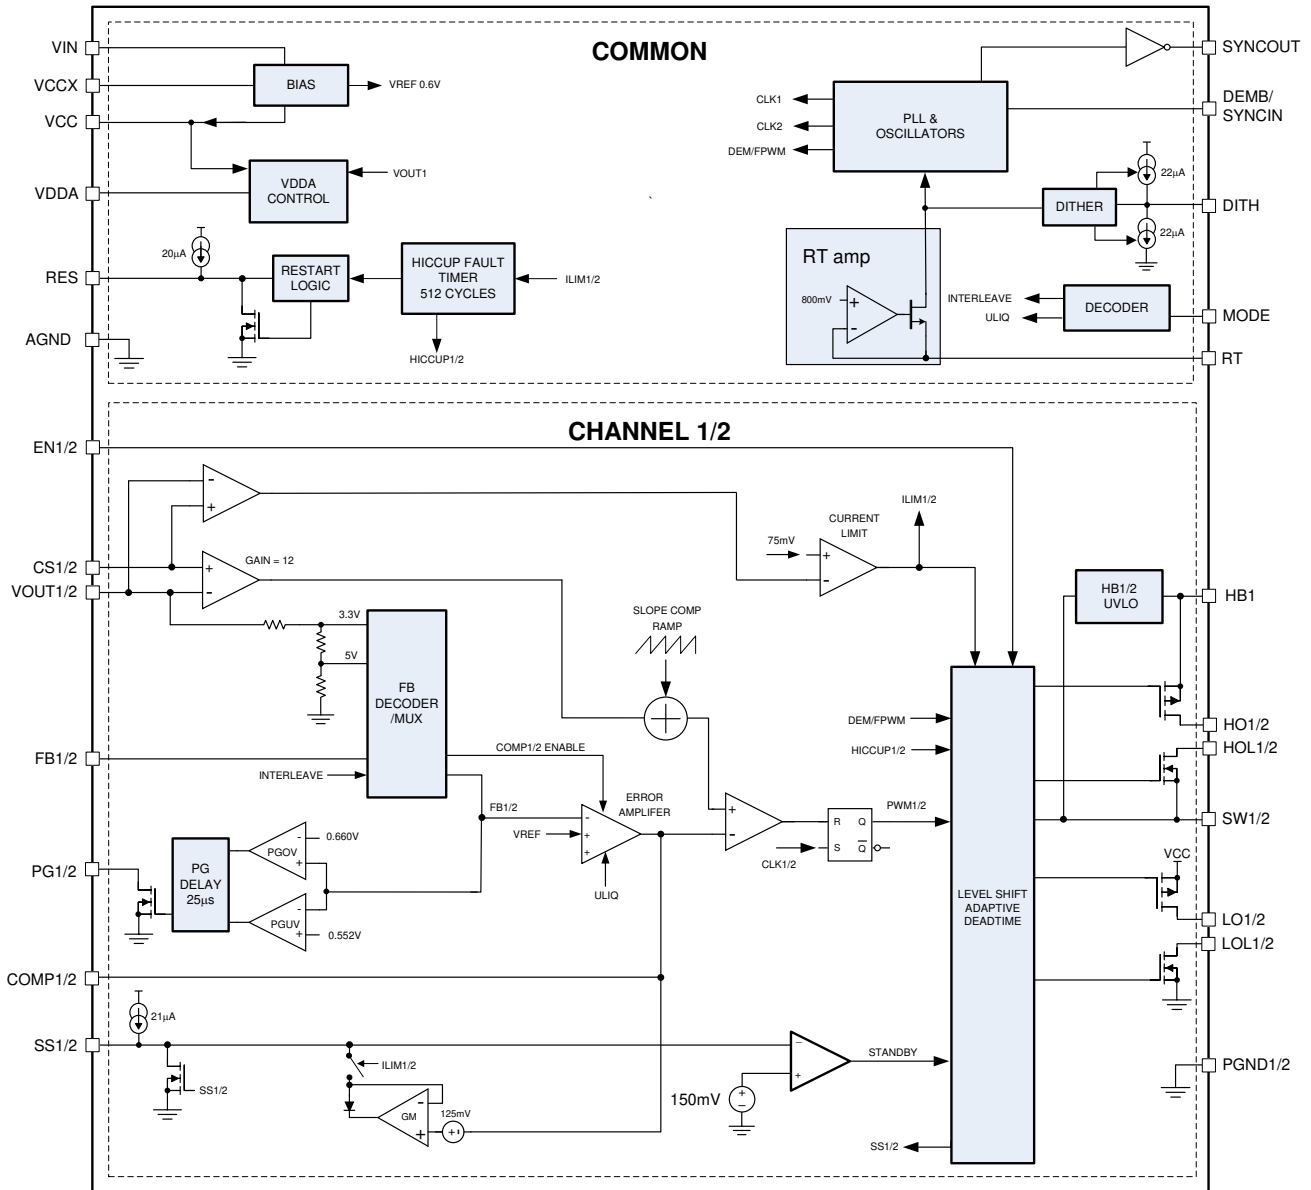 COMMON
VIN
VCCX
VCC
VDDA
RES
AGND
BIAS
VREF 0.6V
VDDA
CONTROL
VOUT1
20µA
RESTART
LOGIC
HICCUP FAULT
TIMER
512 CYCLES
ILIM1/2
HICCUP1/2
CLK1
CLK2
DEM/FPWM
PLL &
OSCILLATORS
SYNCOUT
DEMB/
SYNCIN
22µA
DITHER
DITH
22µA
RT amp
800mV
+
-
INTERLEAVE
ULIQ
DECODER
MODE
RT
CHANNEL 1/2
EN1/2
-
+
CS1/2
VOUT1/2
+
-
GAIN = 12
75mV
+
-
CURRENT
LIMIT
ILIM1/2
HB1/2
UVLO
HB1
3.3V
5V
FB
DECODER
/MUX
SLOPE COMP
RAMP
FB1/2
INTERLEAVE
COMP1/2 ENABLE
FB1/2
VREF
-
+
+
ERROR
AMPLIFER
ULIQ
+
-
R
Q
S
Q
CLK1/2
PWM1/2
DEM/FPWM
HICCUP1/2
LEVEL SHIFT
ADAPTIVE
DEADTIME
HO1/2
HOL1/2
SW1/2
VCC
LO1/2
LOL1/2
PGND1/2
PG1/2
PG
DELAY
25µs
PGOV
-
+
0.660V
PGUV
-
+
0.552V
COMP1/2
21µA
SS1/2
SS1/2
ILIM1/2
GM
-
+
125mV
+
-
150mV
+
-
-
+
STANDBY
SS1/2